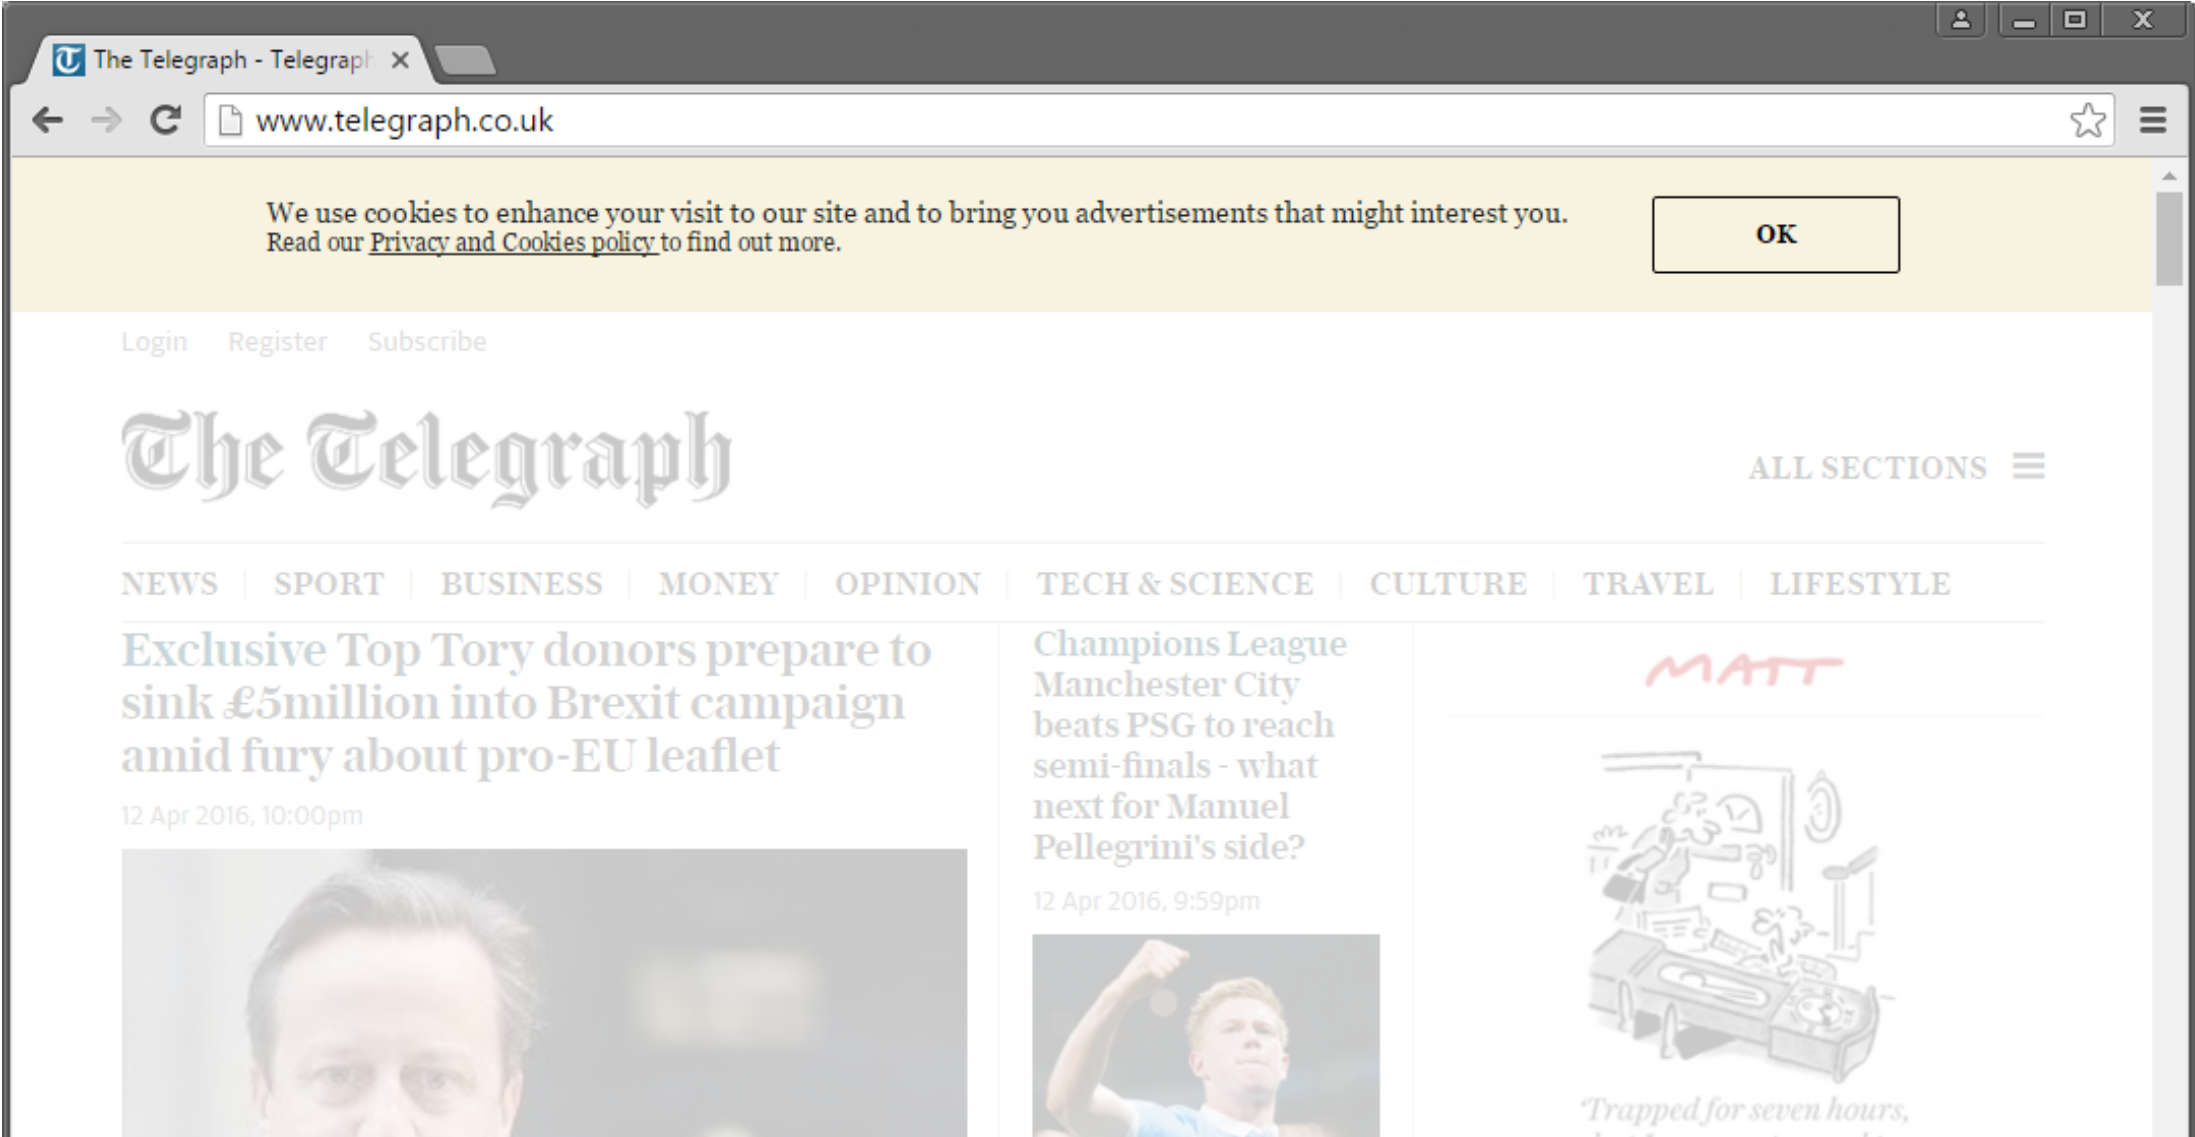 The Telegraph - Telegraph
www.telegraph.co.uk
We use cookies to enhance your visit to our site and to bring you advertisements that might interest you.
Read our Privacy and Cookies policy to find out more.
OK
Login Register Subscribe
The Telegraph
ALL SECTIONS
NEWS SPORT BUSINESS MONEY OPINION TECH & SCIENCE CULTURE TRAVEL LIFESTYLE
Exclusive Top Tory donors prepare to
sink £5million into Brexit campaign
amid fury about pro-EU leaflet
12 Apr 2016, 10:00pm
Champions League
Manchester City
beats PSG to reach
semi-finals - what
next for Manuel
Pellegrini's side?
12 Apr 2016, 9:59pm
MATT
'Trapped for seven hours,